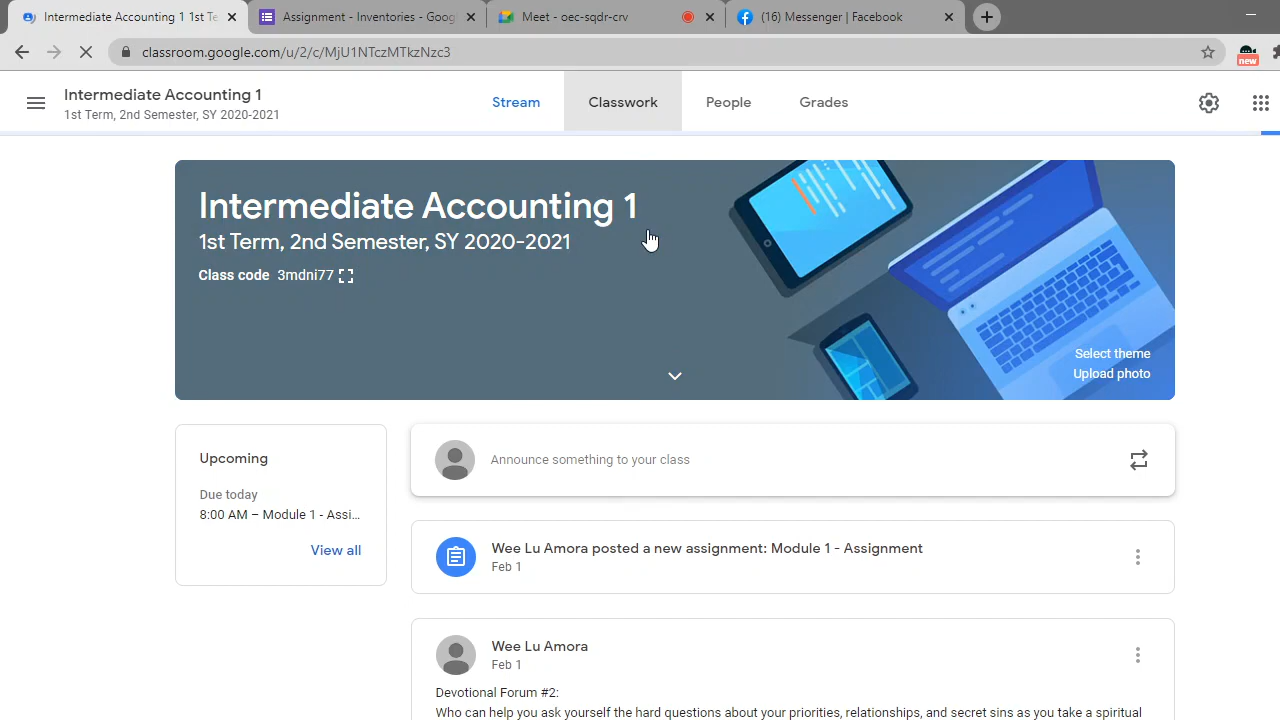 Intermediate Accounting 1 1st Te
Assignment - Inventories - Goog
Meet - oec-sqdr-crv
(16) Messenger | Facebook
classroom.google.com/u/2/c/MjU1NTczMTkzNzc3
new
Intermediate Accounting 1
1st Term, 2nd Semester, SY 2020-2021
Stream
Classwork
People
Grades
Intermediate Accounting 1
1st Term, 2nd Semester, SY 2020-2021
Class code 3mdni77
Select theme
Upload photo
Upcoming
Due today
8:00 AM – Module 1 - Assi...
View all
Announce something to your class
Wee Lu Amora posted a new assignment: Module 1 - Assignment
Feb 1
Wee Lu Amora
Feb 1
Devotional Forum #2:
Who can help you ask yourself the hard questions about your priorities, relationships, and secret sins as you take a spiritual